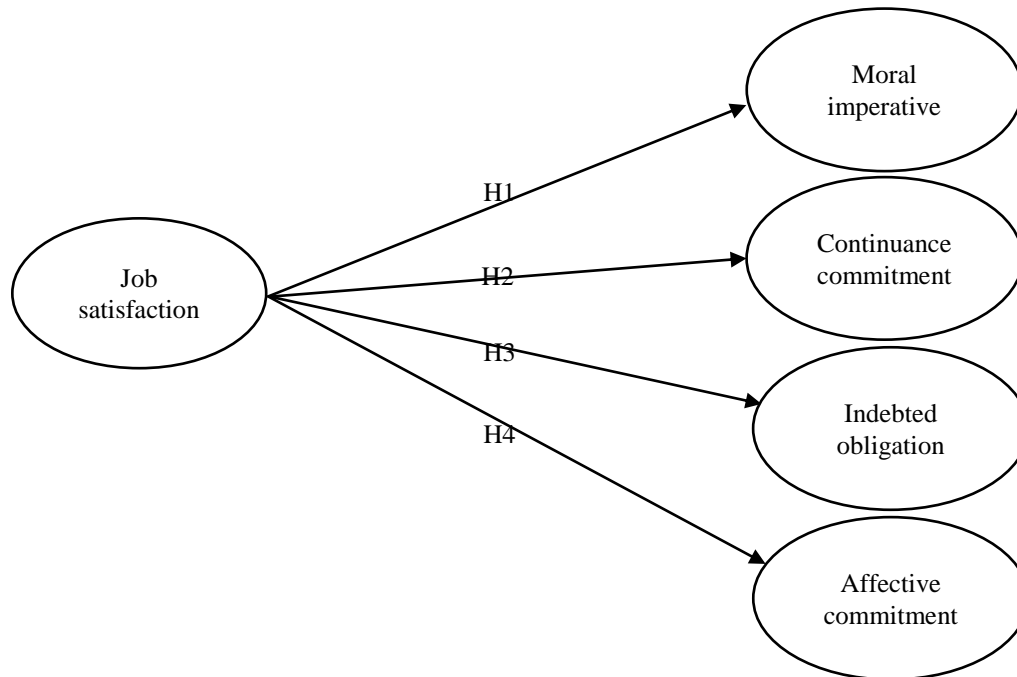 Moral
imperative
H1
Continuance
commitment
H2
Job
satisfaction
H3
Indebted
obligation
H4
Affective
commitment